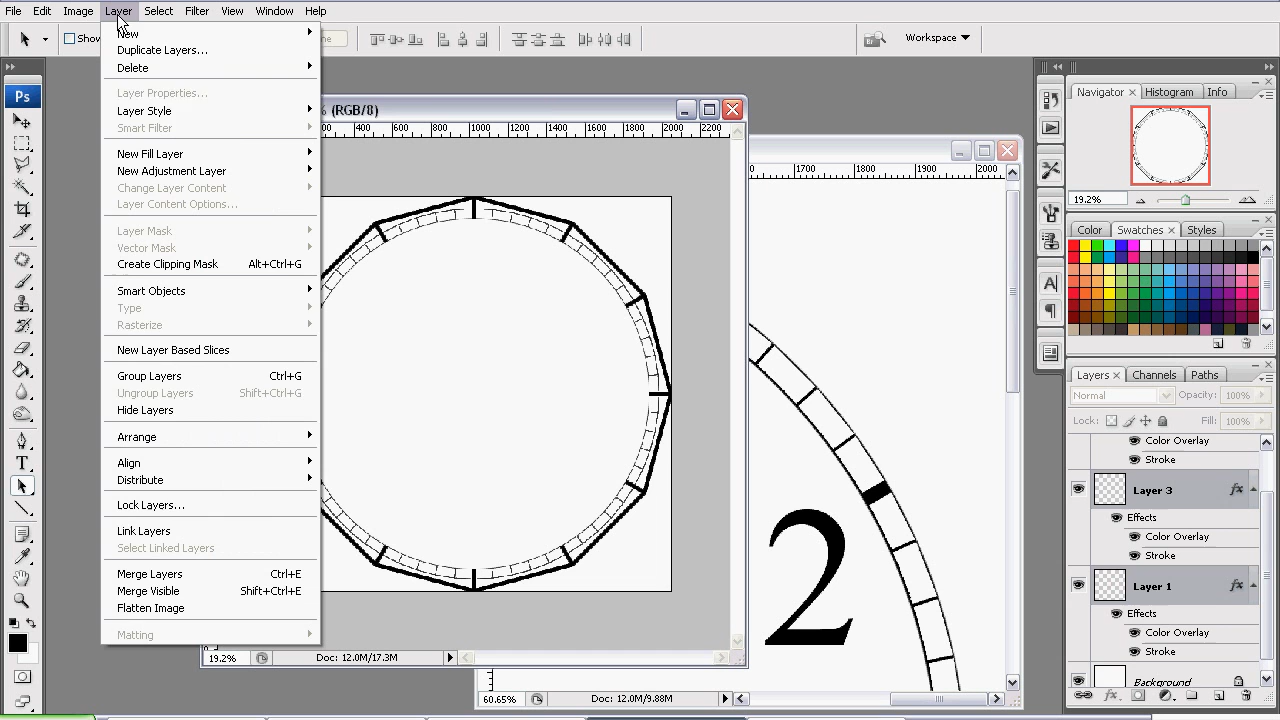 File Edit Image Layer Select Filter View Window Help
Show
Workspace
New
Duplicate Layers...
Delete
Layer Properties...
Layer Style
Smart Filter
New Fill Layer
New Adjustment Layer
Change Layer Content
Layer Content Options...
Layer Mask
Vector Mask
Create Clipping Mask Alt+Ctrl+G
Smart Objects
Type
Rasterize
New Layer Based Slices
Group Layers Ctrl+G
Ungroup Layers Shift+Ctrl+G
Hide Layers
Arrange
Align
Distribute
Lock Layers...
Link Layers
Select Linked Layers
Merge Layers Ctrl+E
Merge Visible Shift+Ctrl+E
Flatten Image
Matting
Ps
T
% (RGB/8)
400 600 800 1000 1200 1400 1600 1800 2000 2200
19.2% Doc: 12.0M/17.3M
1700 1800 1900 2000
2
60.65% Doc: 12.0M/9.88M
A
Navigator Histogram Info
19.2%
Color Swatches Styles
Layers Channels Paths
Normal Opacity: 100%
Lock: Fill: 100%
Color Overlay
Stroke
Layer 3 fx
Effects
Color Overlay
Stroke
Layer 1 fx
Effects
Color Overlay
Stroke
Background
fx